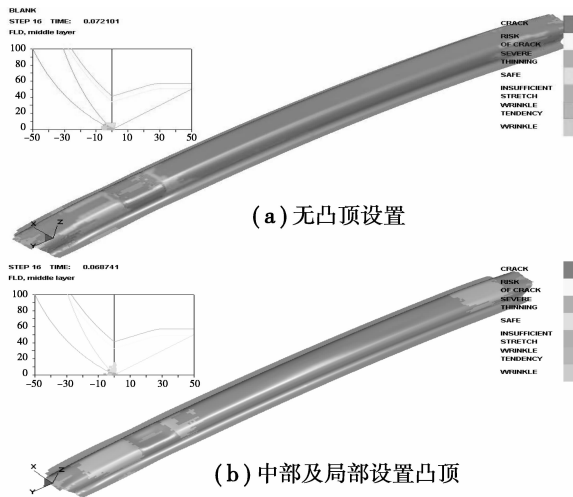 BLANK
STEP 16 TIME: 0.072101
FLD, middle layer
100
80
60
40
20
0
-50 -30 -10 10 30 50
CRACK
RISK
OF CRACK
SEVERE
THINNING
SAFE
INSUFFICIENT
STRETCH
WRINKLE
TENDENCY
WRINKLE
X Z
Y
(a)无凸顶设置
STEP 16 TIME: 0.068741
FLD, middle layer
100
80
60
40
20
0
-50 -30 -10 10 30 50
CRACK
RISK
OF CRACK
SEVERE
THINNING
SAFE
INSUFFICIENT
STRETCH
WRINKLE
TENDENCY
WRINKLE
X Z
Y
(b)中部及局部设置凸顶